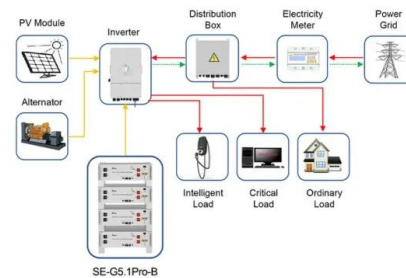 PV Module
Inverter
Distribution
Box
Electricity
Meter
Power
Grid
Alternator
Intelligent
Load
Critical
Load
Ordinary
Load
SE-G5.1Pro-B